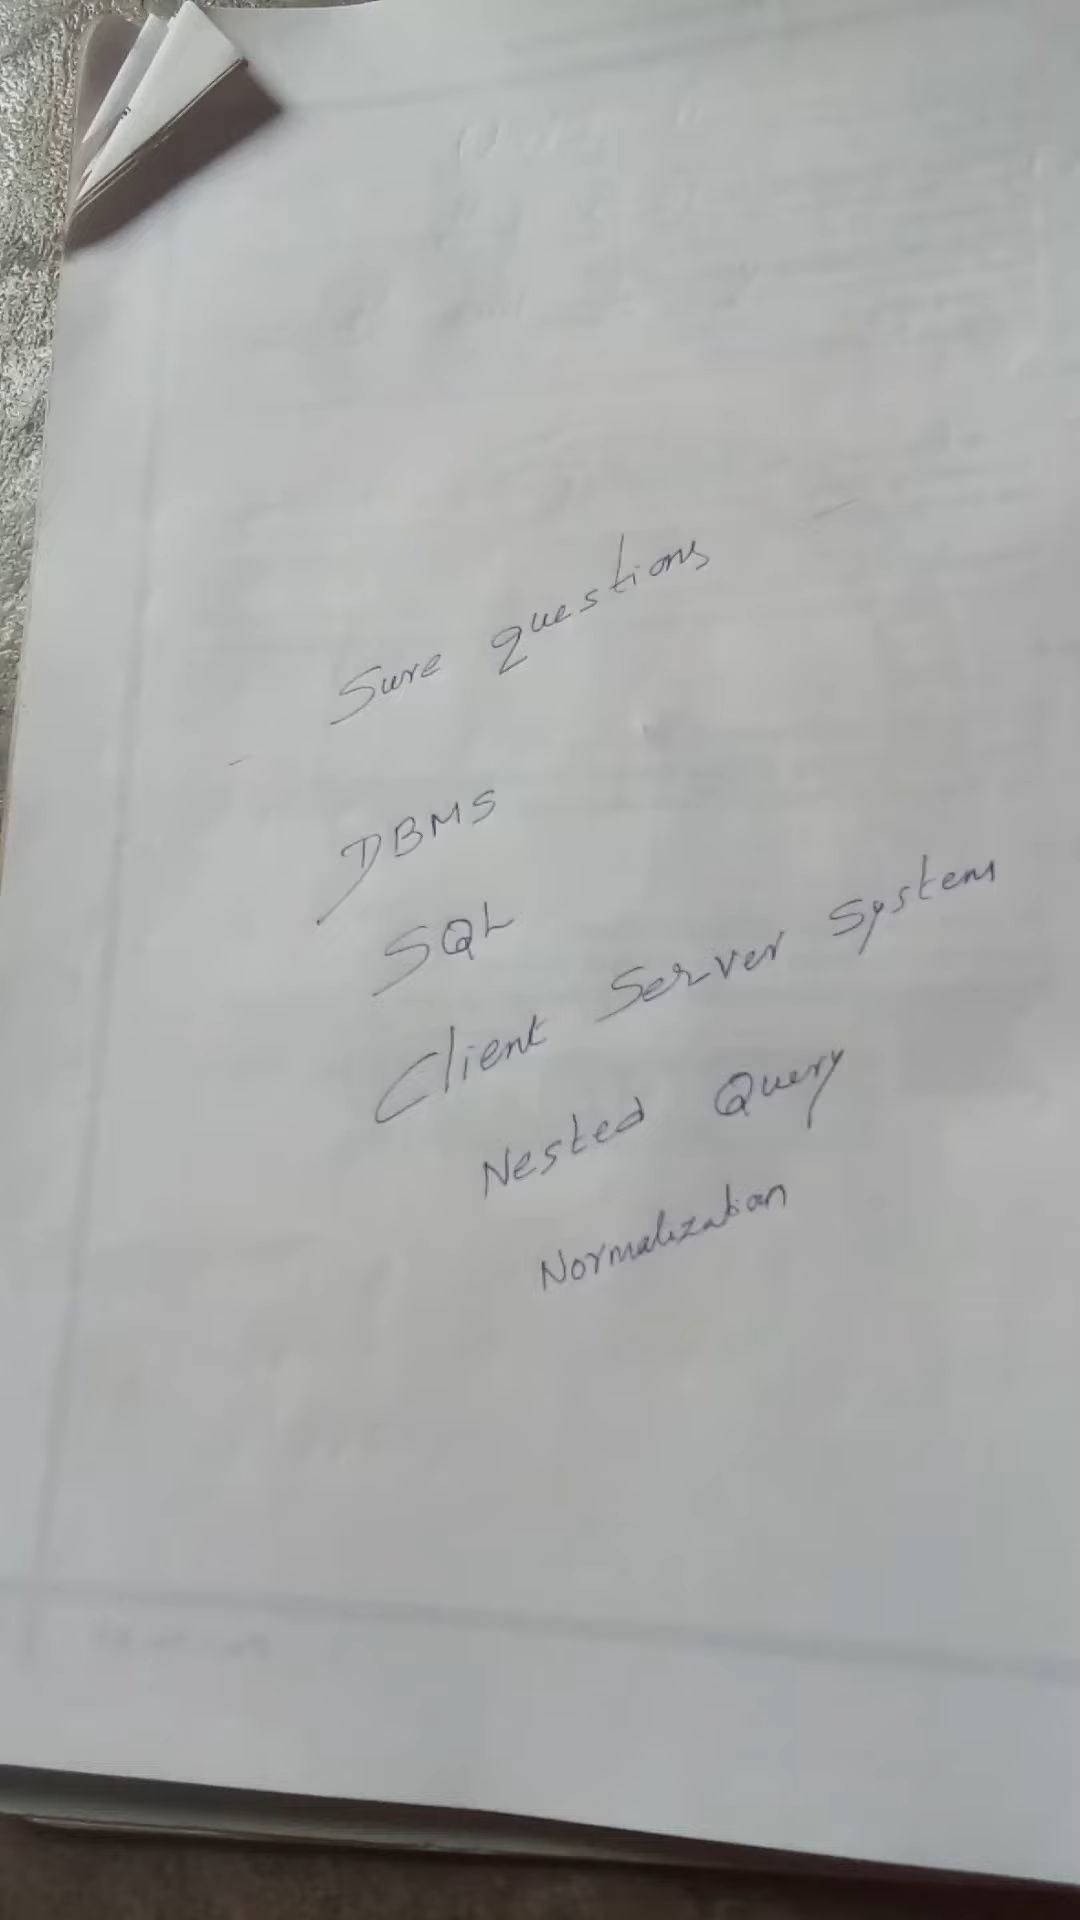 Sure questions
DBMS
SQL
Client Server System
Nested Query
Normalization